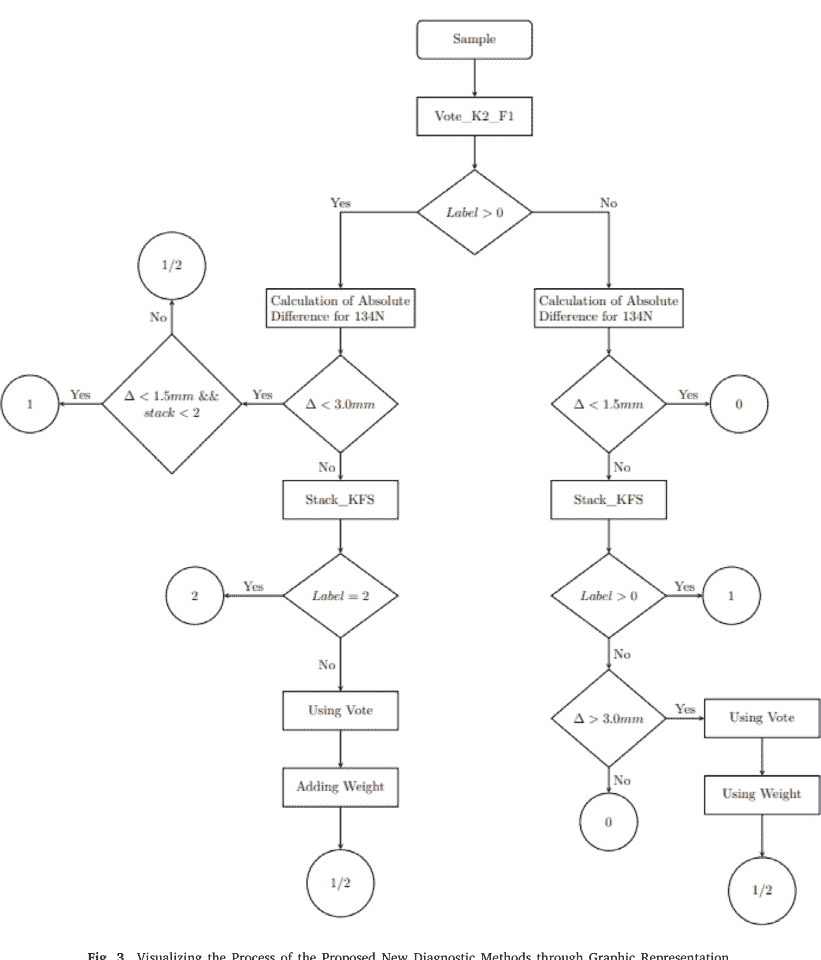 Sample
Vote_K2_F1
Label > 0
Yes
No
1/2
Calculation of Absolute
Difference for 134N
Calculation of Absolute
Difference for 134N
No
1
Yes
Δ < 1.5mm &&
stack < 2
Yes
Δ < 3.0mm
Δ < 1.5mm
Yes
0
No
No
Stack_KFS
Stack_KFS
2
Yes
Label = 2
Label > 0
Yes
1
No
No
Using Vote
Δ > 3.0mm
Yes
Using Vote
Adding Weight
No
Using Weight
0
1/2
1/2
Fig. 3. Visualizing the Process of the Proposed New Diagnostic Methods through Graphic Representation